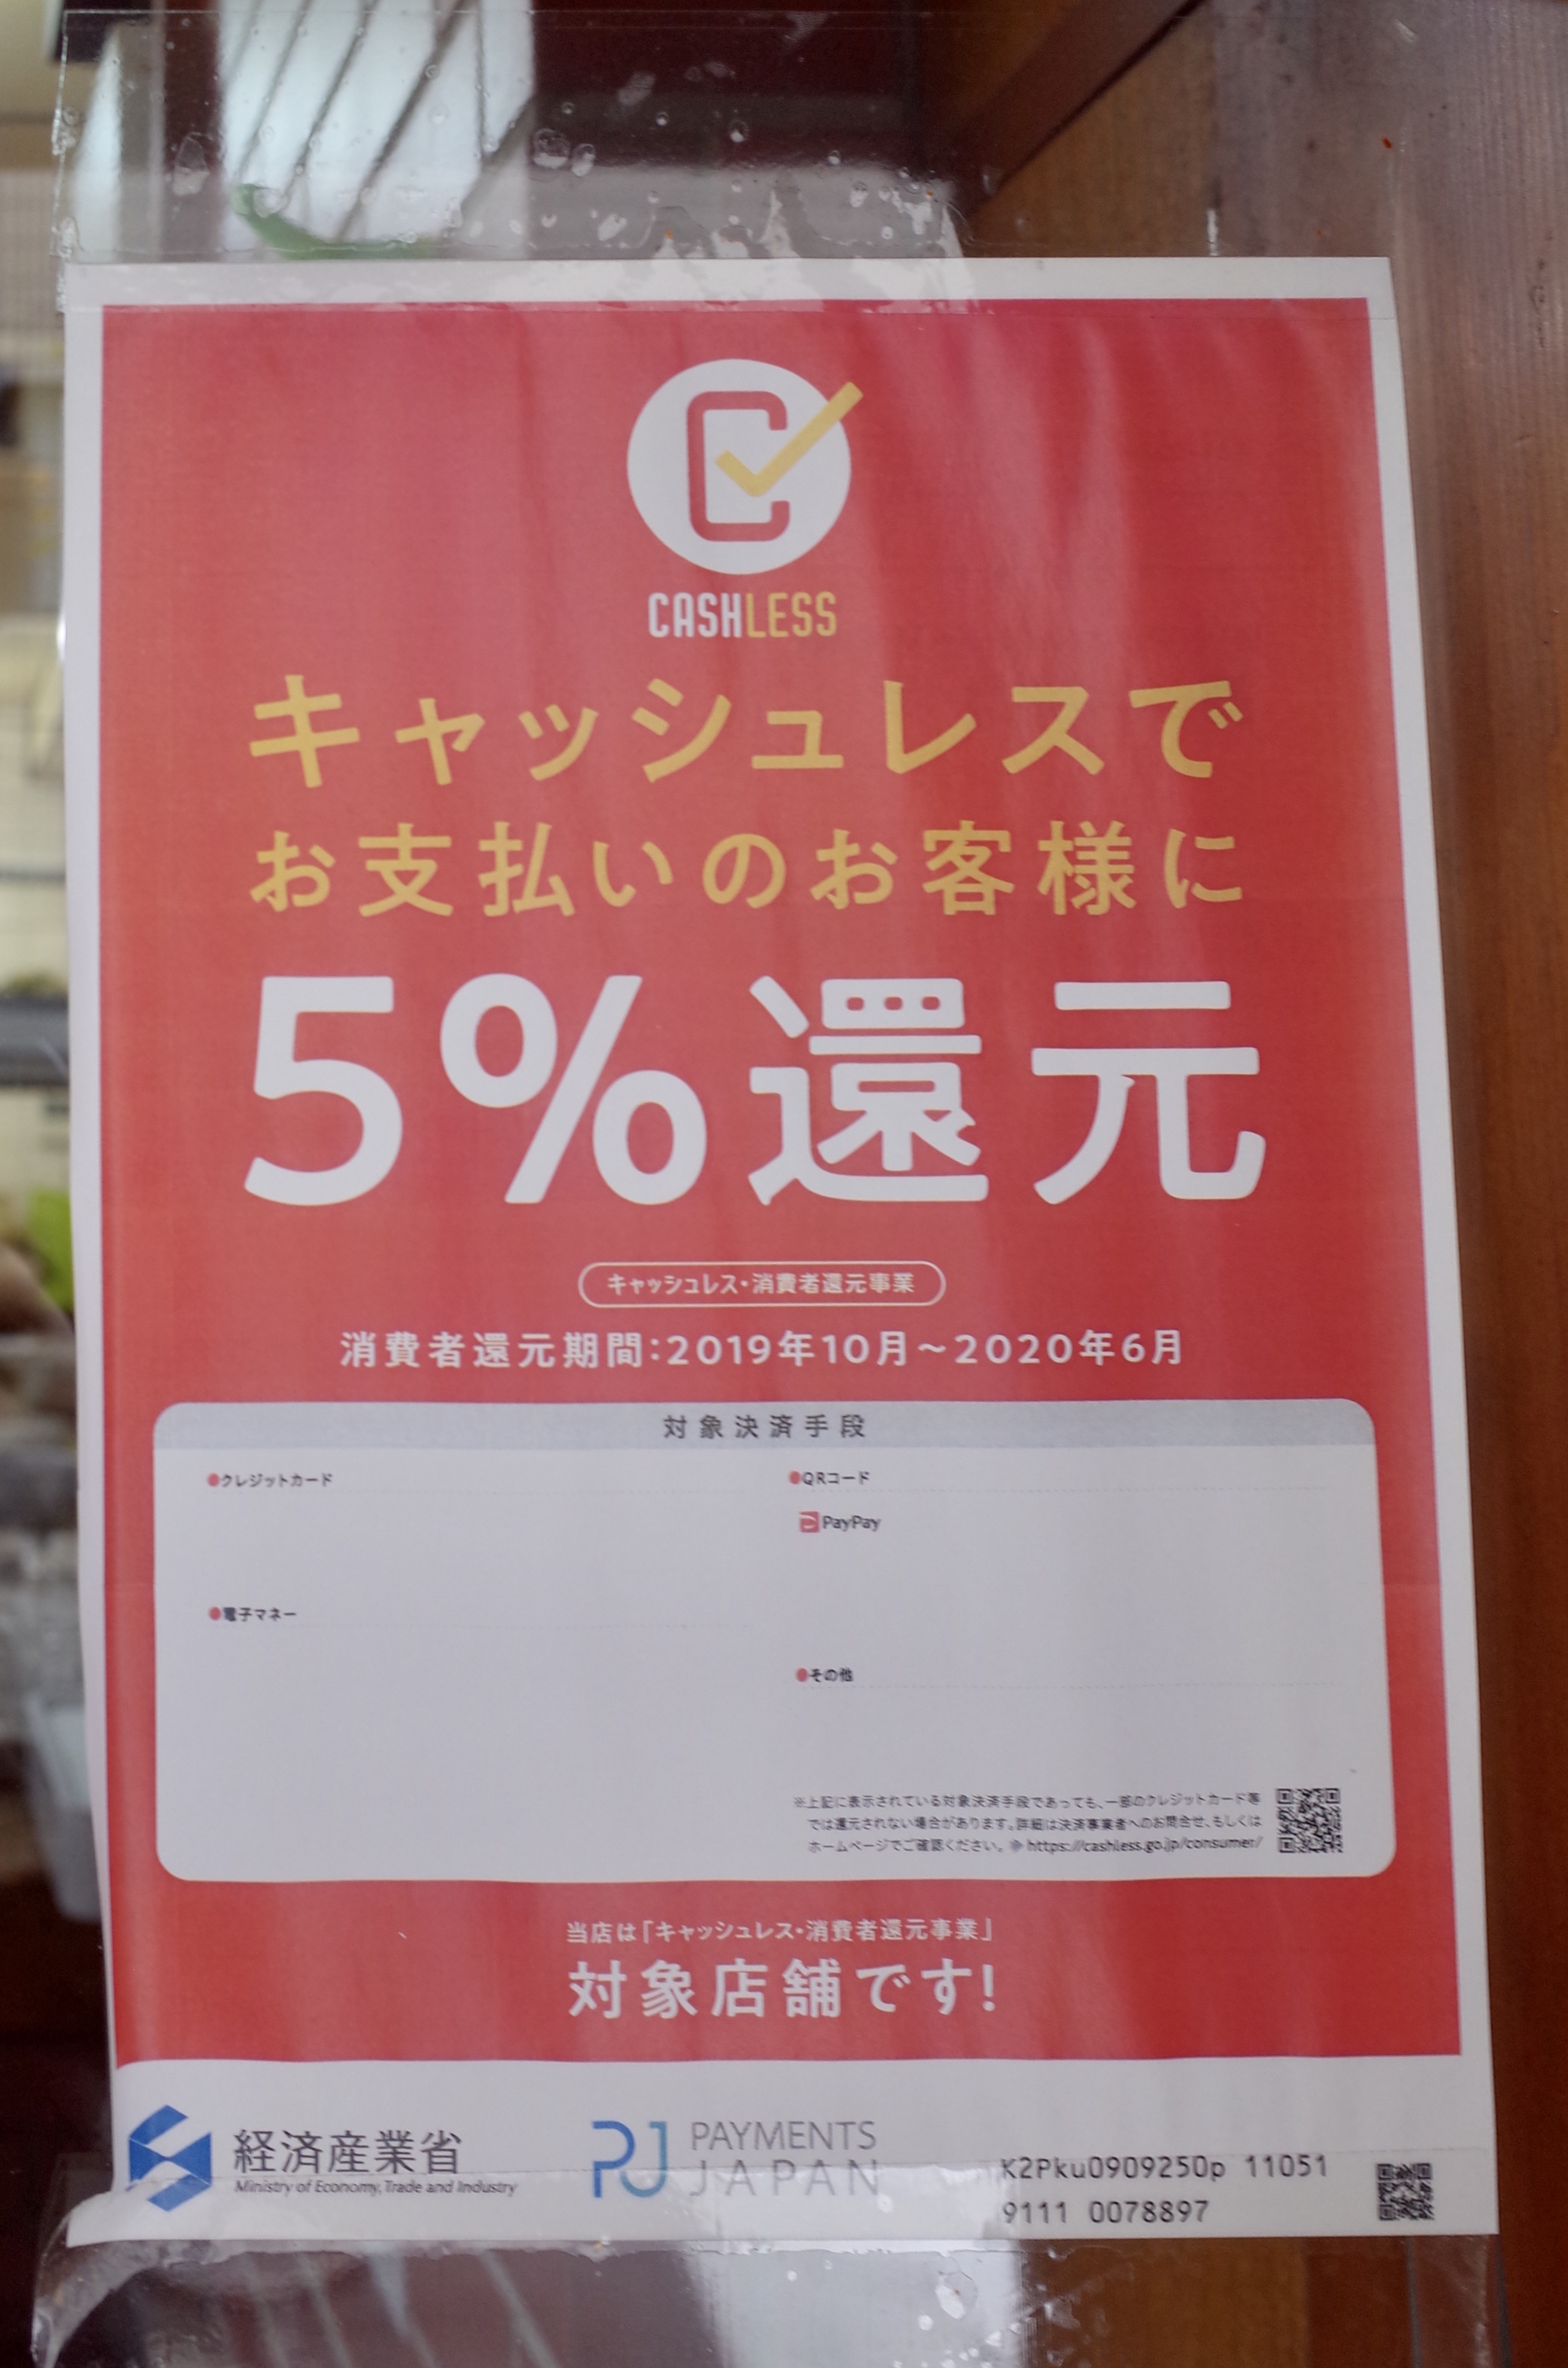 CASHLESS
キャッシュレスで
お支払いのお客様に
5%還元
キャッシュレス・消費者還元事業
消費者還元期間:2019年10月~2020年6月
対象決済手段
●クレジットカード
●電子マネー
●QRコード
PayPay
●その他
※上記に表示されている対象決済手段であっても、一部のクレジットカード等
では還元されない場合があります。詳細は決済事業者へのお問合せ、もしくは
ホームページでご確認ください。 https://cashless.go.jp/consumer/
当店は「キャッシュレス・消費者還元事業」
対象店舗です!
経済産業省
Ministry of Economy, Trade and Industry
PAYMENTS
JAPAN
K2Pku0909250p 11051
9111 0078897